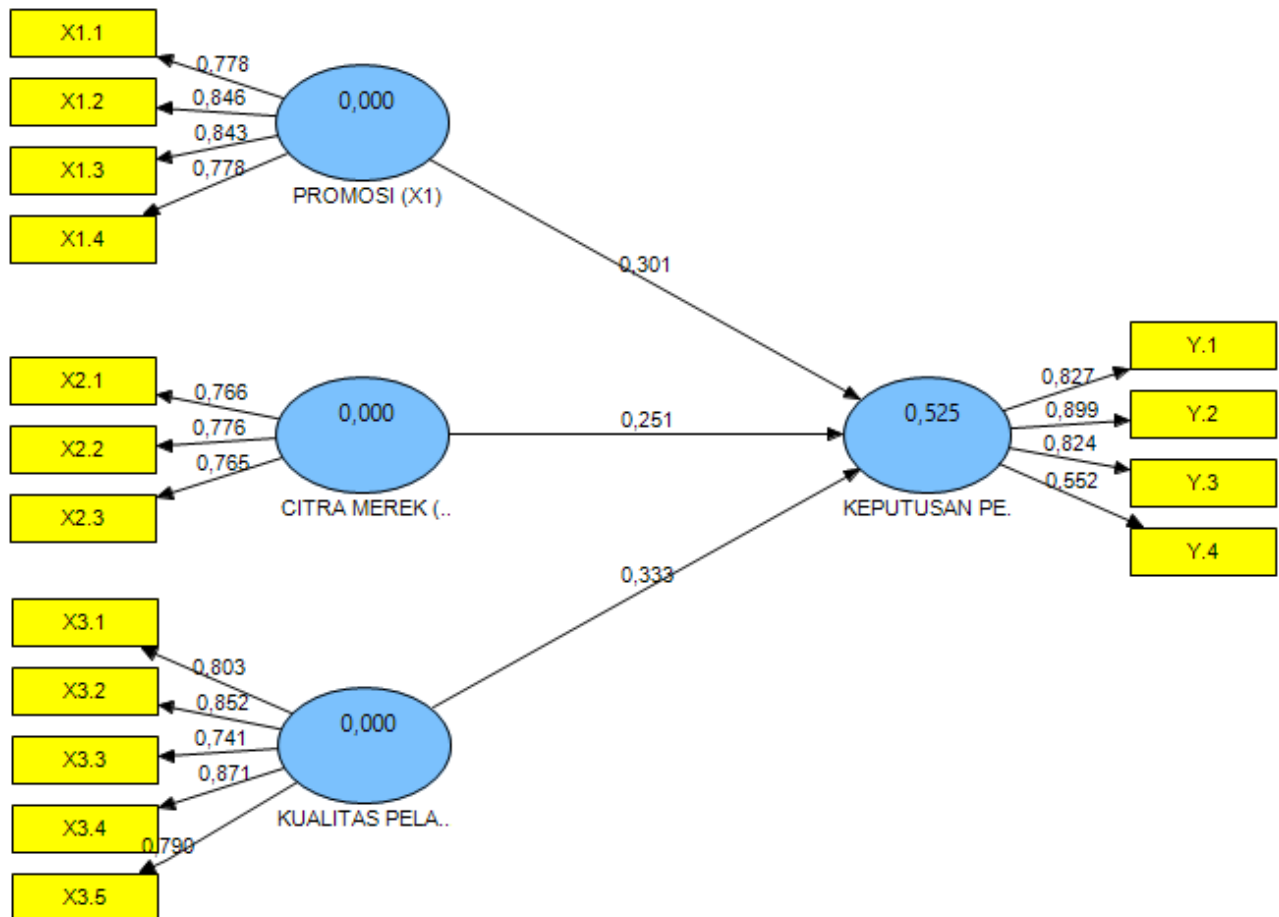 X1.1
0,778
X1.2
0,846
0,843
X1.3
0,778
X1.4
0,000
PROMOSI (X1)
0,301
X2.1
0,766
X2.2
0,776
0,765
X2.3
0,000
CITRA MEREK (..
0,251
0,525
KEPUTUSAN PE.
Y.1
0,827
0,899
Y.2
0,824
Y.3
0,552
Y.4
0,333
X3.1
0,803
X3.2
0,852
0,741
X3.3
0,871
X3.4
0,790
X3.5
0,000
KUALITAS PELA..